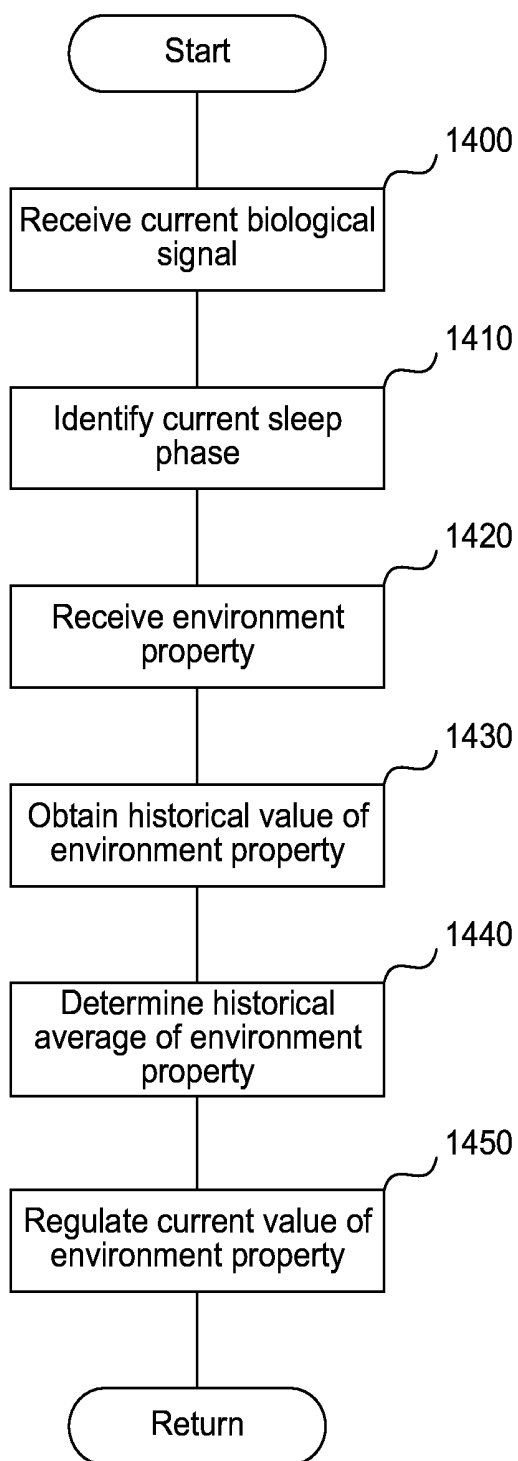 Start
1400
Receive current biological
signal
1410
Identify current sleep
phase
1420
Receive environment
property
1430
Obtain historical value of
environment property
1440
Determine historical
average of environment
property
1450
Regulate current value of
environment property
Return